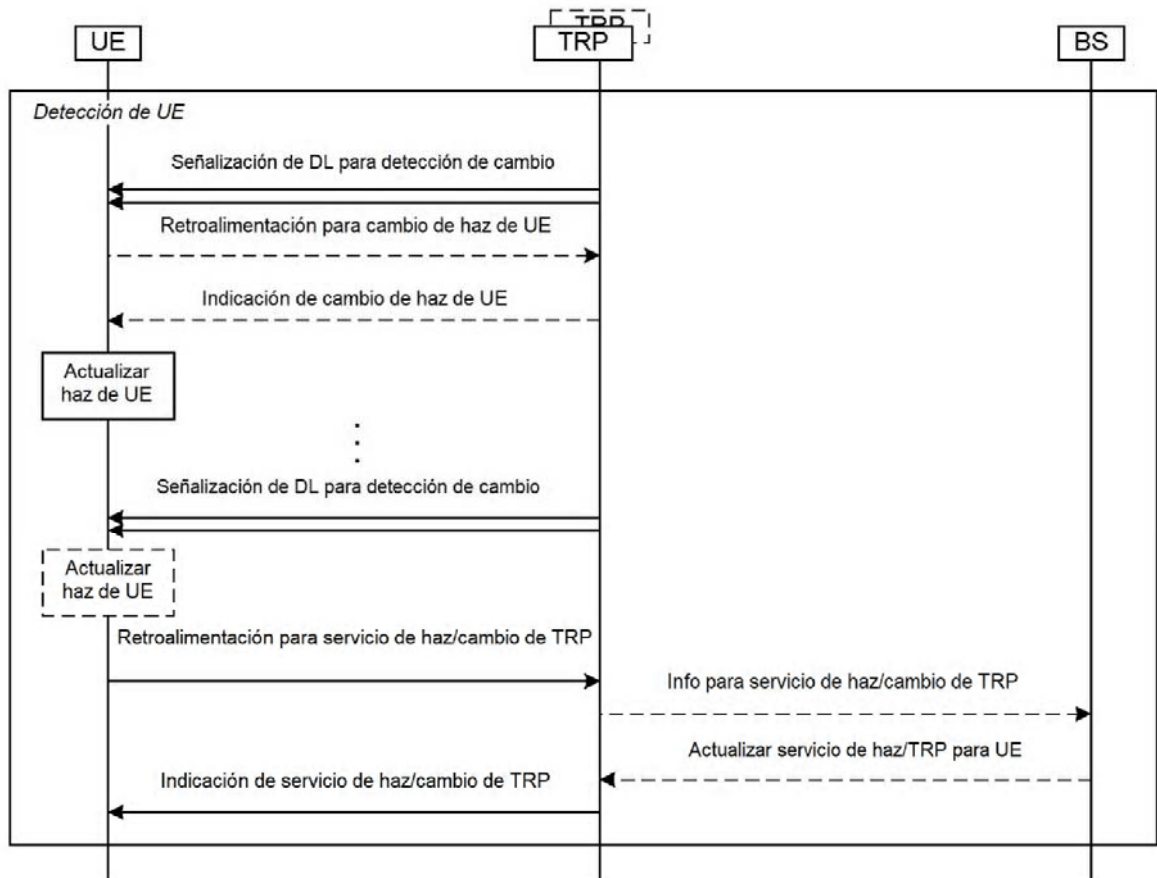 TRP
UE
TRP
BS
Detección de UE
Señalización de DL para detección de cambio
Retroalimentación para cambio de haz de UE
Indicación de cambio de haz de UE
Actualizar
haz de UE
Señalización de DL para detección de cambio
Actualizar
haz de UE
Retroalimentación para servicio de haz/cambio de TRP
Info para servicio de haz/cambio de TRP
Actualizar servicio de haz/TRP para UE
Indicación de servicio de haz/cambio de TRP